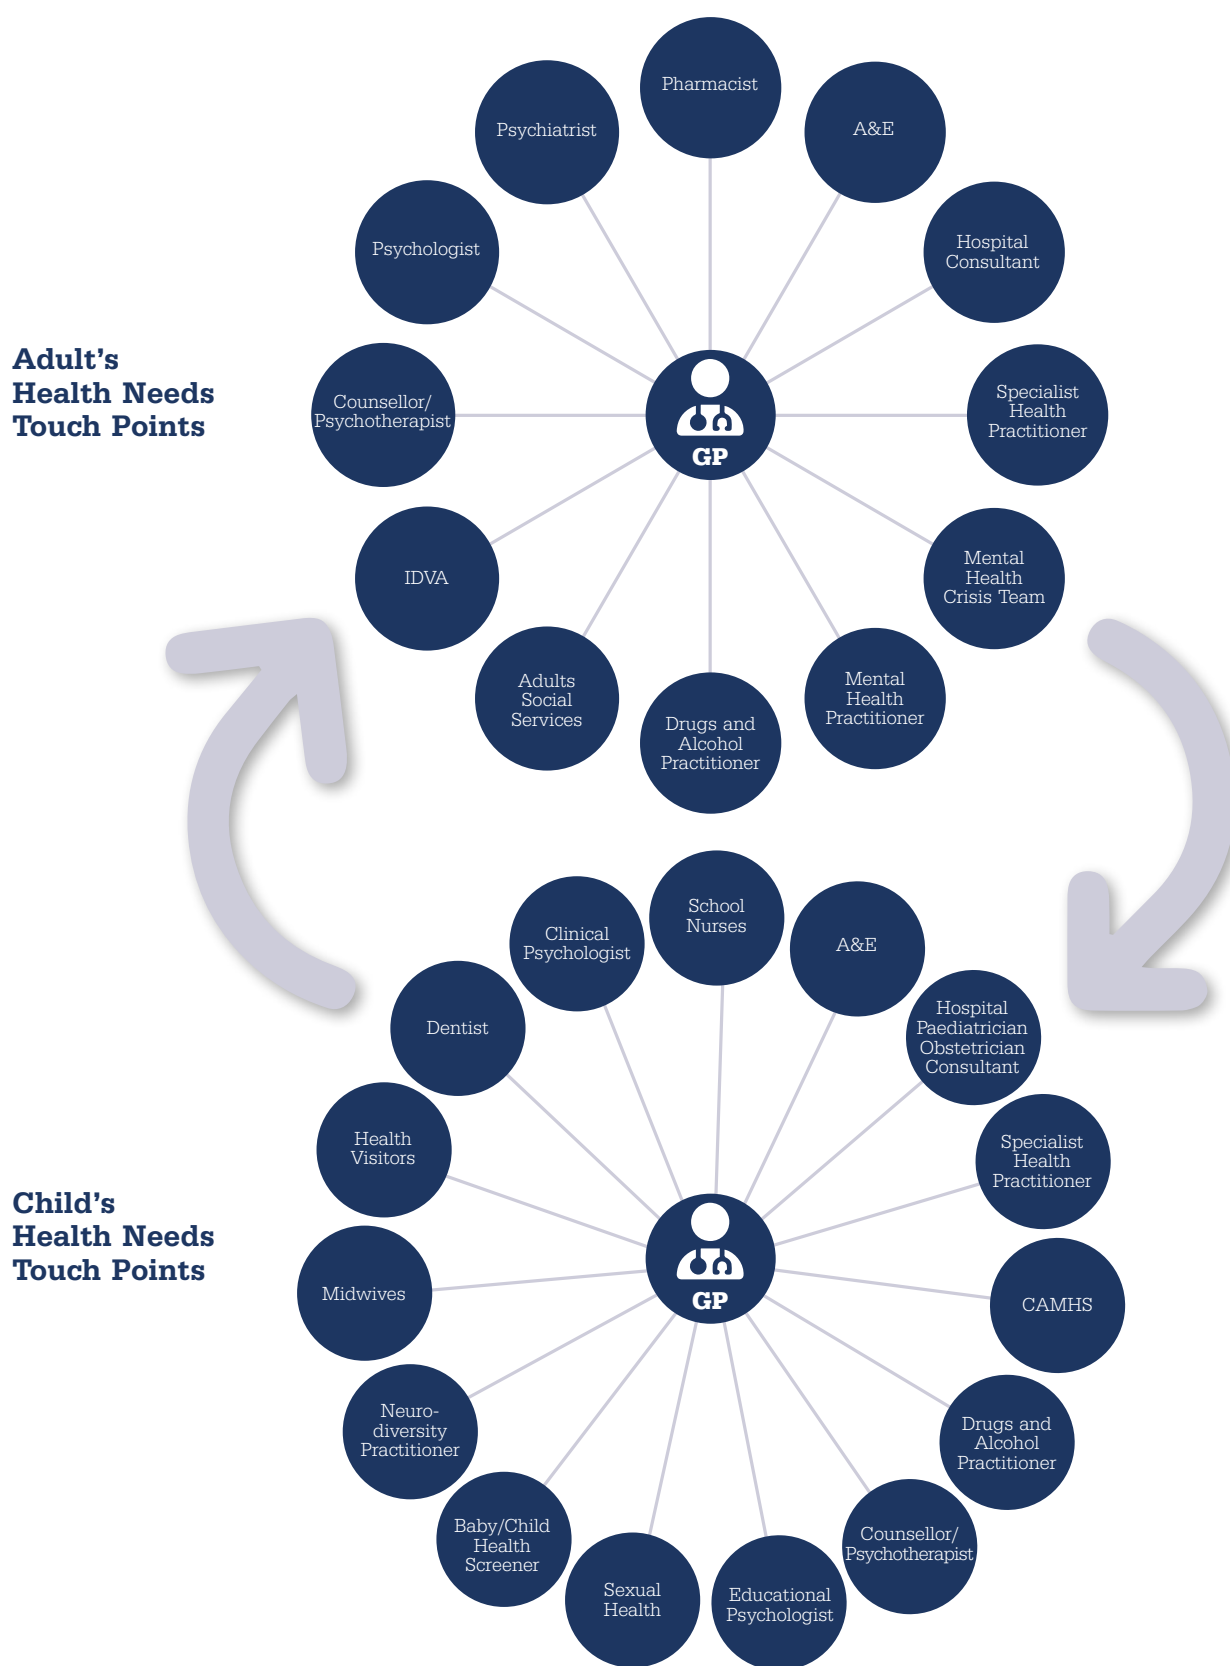 Pharmacist
Psychiatrist
A&E
Psychologist
Hospital
Consultant
Adult's
Health Needs
Touch Points
Counsellor/
Psychotherapist
GP
Specialist
Health
Practitioner
IDVA
Mental
Health
Crisis Team
Adults
Social
Services
Drugs and
Alcohol
Practitioner
Mental
Health
Practitioner
School
Nurses
Clinical
Psychologist
A&E
Dentist
Hospital
Paediatrician
Obstetrician
Consultant
Health
Visitors
Specialist
Health
Practitioner
Child's
Health Needs
Touch Points
Midwives
GP
CAMHS
Neuro-
diversity
Practitioner
Drugs and
Alcohol
Practitioner
Baby/Child
Health
Screener
Counsellor/
Psychotherapist
Sexual
Health
Educational
Psychologist